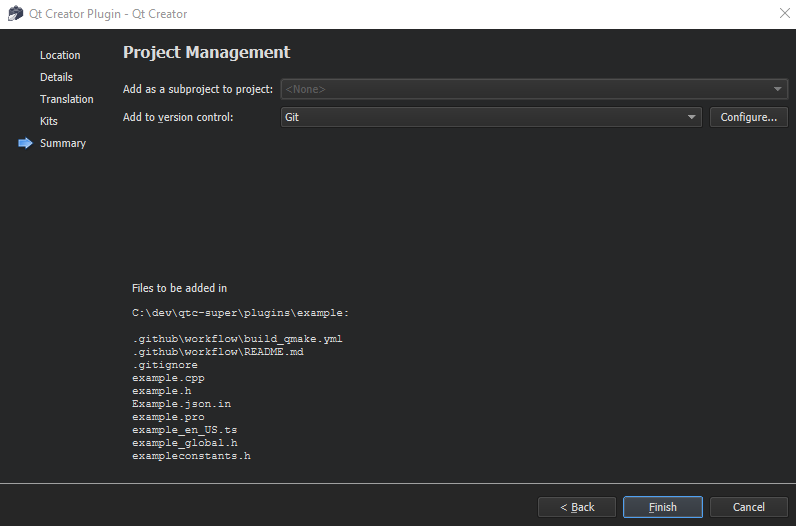 Qt Creator Plugin - Qt Creator
Location
Details
Translation
Kits
Summary
Project Management
Add as a subproject to project: <None>
Add to version control: Git Configure...
Files to be added in
C:\dev\qtc-super\plugins\example:
.github\workflow\build_qmake.yml
.github\workflow\README.md
.gitignore
example.cpp
example.h
Example.json.in
example.pro
example_en_US.ts
example_global.h
exampleconstants.h
< Back Finish Cancel